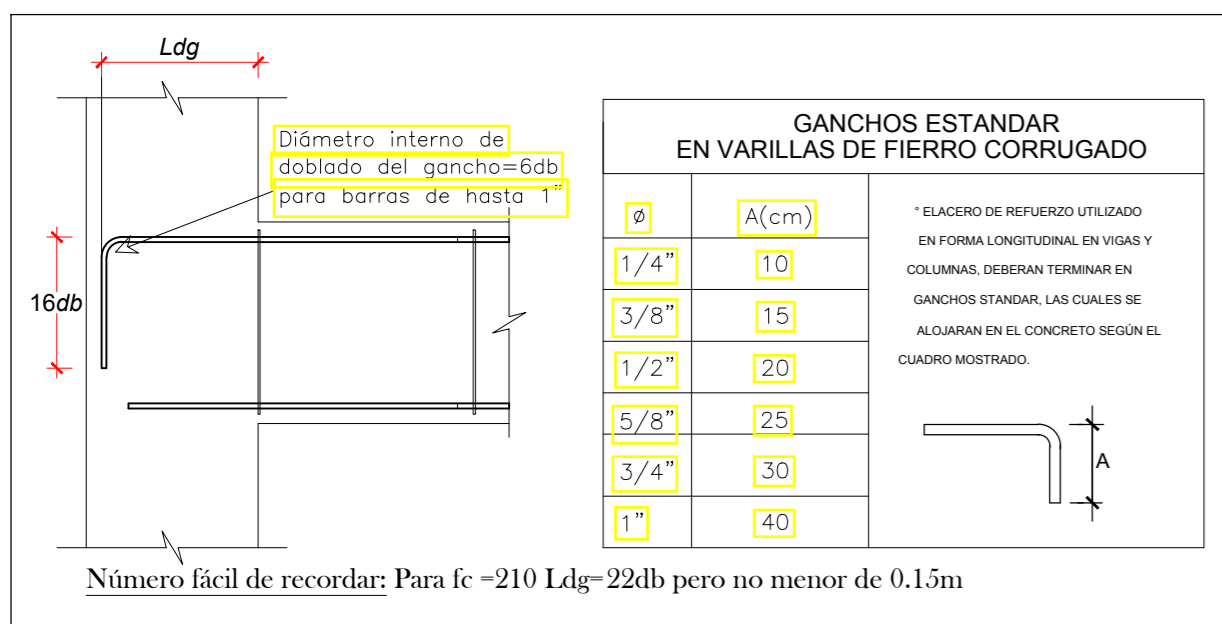 Ldg
Diámetro interno de
doblado del gancho=6db
para barras de hasta 1"
16db
GANCHOS ESTANDAR
EN VARILLAS DE FIERRO CORRUGADO
ø A(cm)
1/4" 10
3/8" 15
1/2" 20
5/8" 25
3/4" 30
1" 40
° ELACERO DE REFUERZO UTILIZADO
EN FORMA LONGITUDINAL EN VIGAS Y
COLUMNAS, DEBERAN TERMINAR EN
GANCHOS STANDAR, LAS CUALES SE
ALOJARAN EN EL CONCRETO SEGÚN EL
CUADRO MOSTRADO.
A
Número fácil de recordar: Para fc =210 Ldg=22db pero no menor de 0.15m